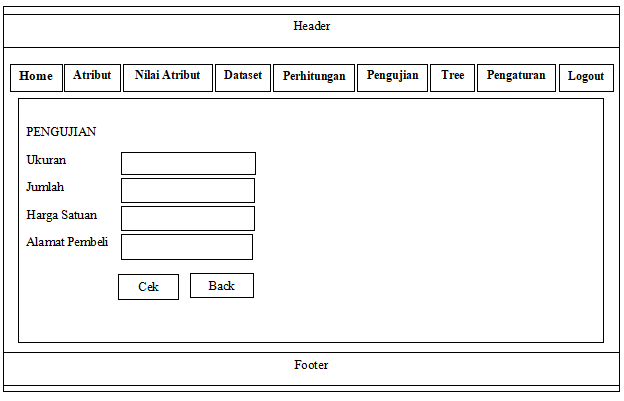 Header
Home Atribut Nilai Atribut Dataset Perhitungan Pengujian Tree Pengaturan Logout
PENGUJIAN
Ukuran
Jumlah
Harga Satuan
Alamat Pembeli
Cek Back
Footer